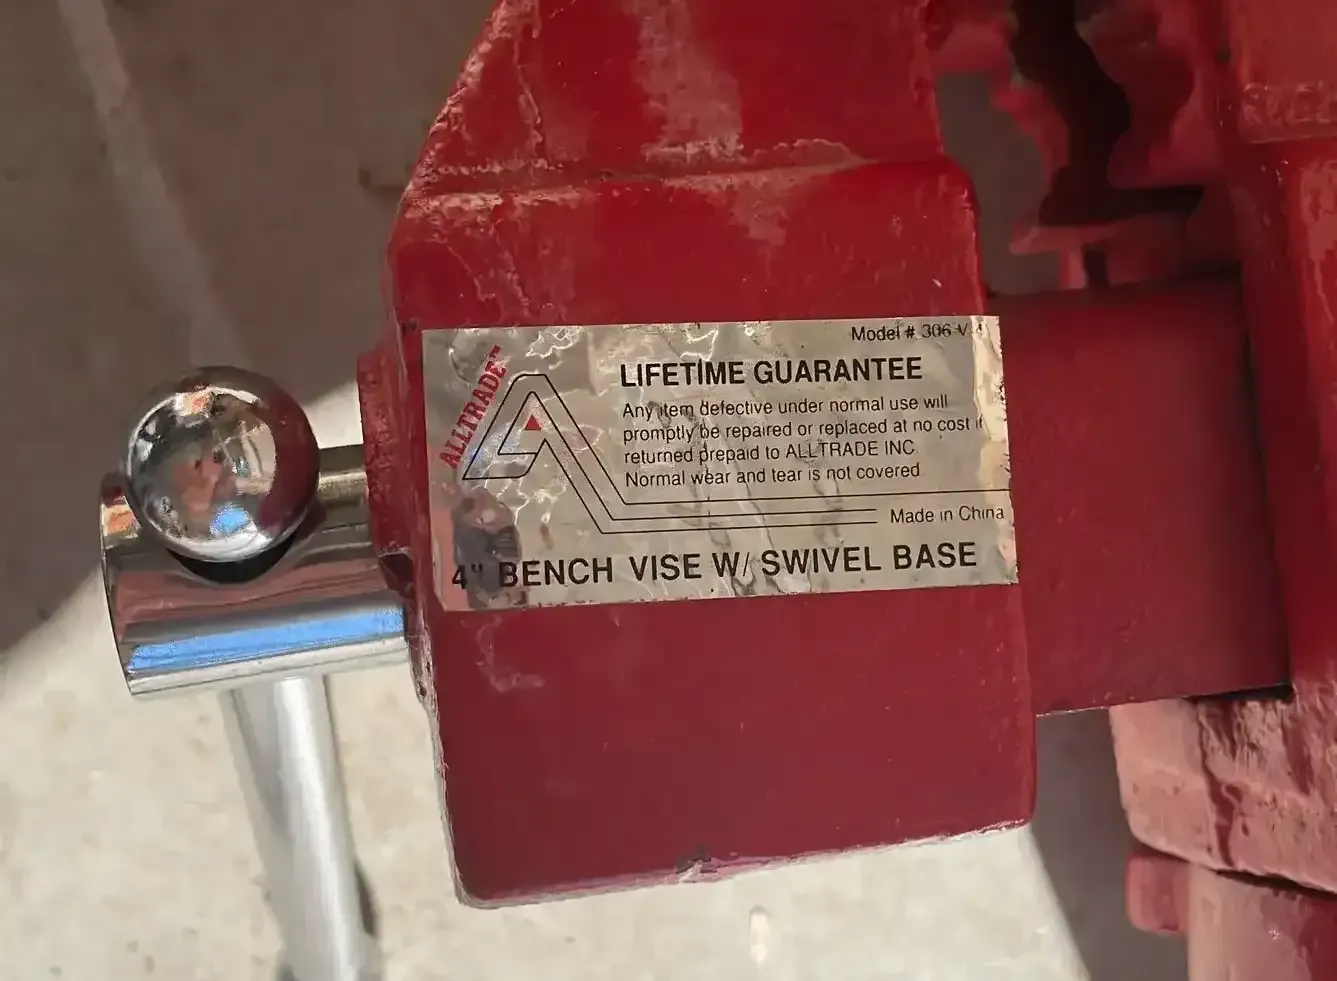 Model # 306 V 4
ALLTRADE™
LIFETIME GUARANTEE
Any item defective under normal use will
promptly be repaired or replaced at no cost if
returned prepaid to ALLTRADE INC
Normal wear and tear is not covered
Made in China
4" BENCH VISE W/ SWIVEL BASE